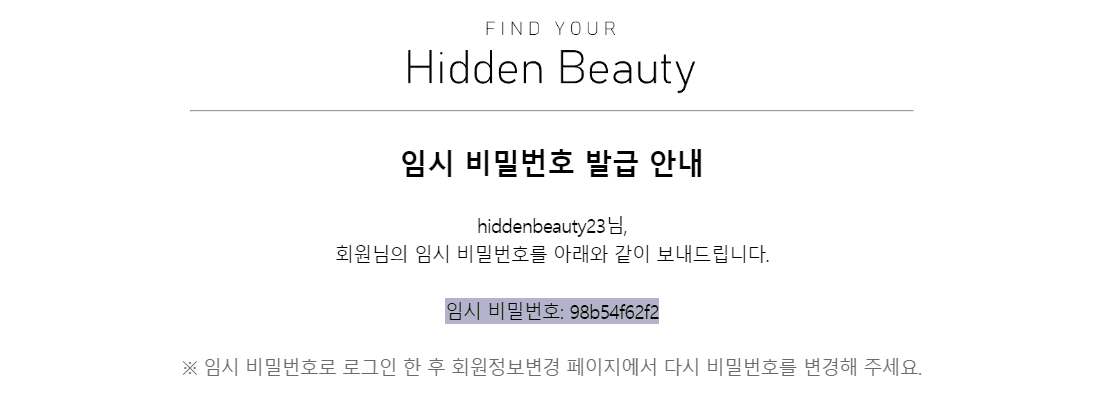 FIND YOUR
Hidden Beauty
임시 비밀번호 발급 안내
hiddenbeauty23님,
회원님의 임시 비밀번호를 아래와 같이 보내드립니다.
임시 비밀번호: 98b54f62f2
※ 임시 비밀번호로 로그인 한 후 회원정보변경 페이지에서 다시 비밀번호를 변경해 주세요.